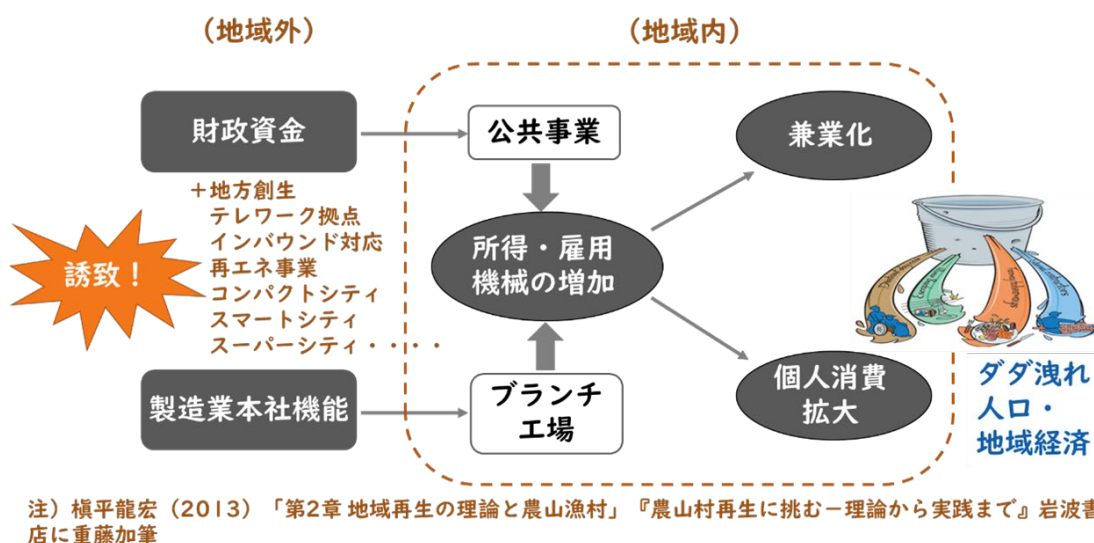 （地域外）
（地域内）
財政資金
公共事業
兼業化
＋地方創生
テレワーク拠点
インバウンド対応
再エネ事業
コンパクトシティ
スマートシティ
スーパーシティ・・・・
誘致！
所得・雇用
機械の増加
製造業本社機能
ブランチ
工場
個人消費
拡大
ダダ洩れ
人口・
地域経済
注）槇平龍宏（2013）「第2章 地域再生の理論と農山漁村」『農山村再生に挑むー理論から実践まで』岩波書
店に重藤加筆